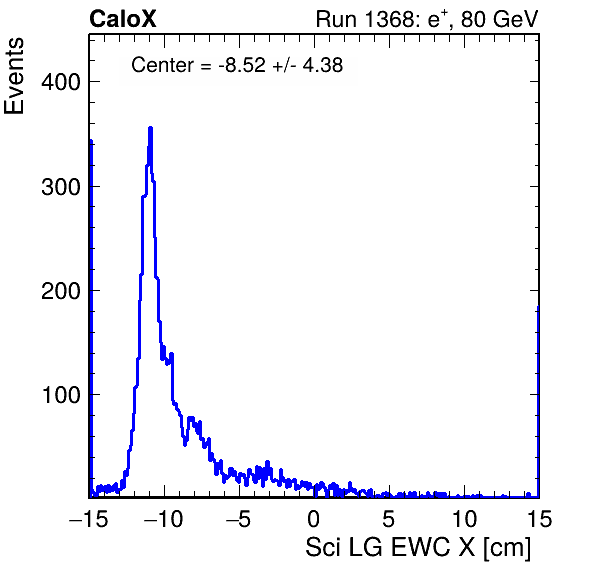 CaloX Run 1368: e⁺, 80 GeV
Center = -8.52 +/- 4.38
Events
400
300
200
100
−15 −10 −5 0 5 10 15
Sci LG EWC X [cm]